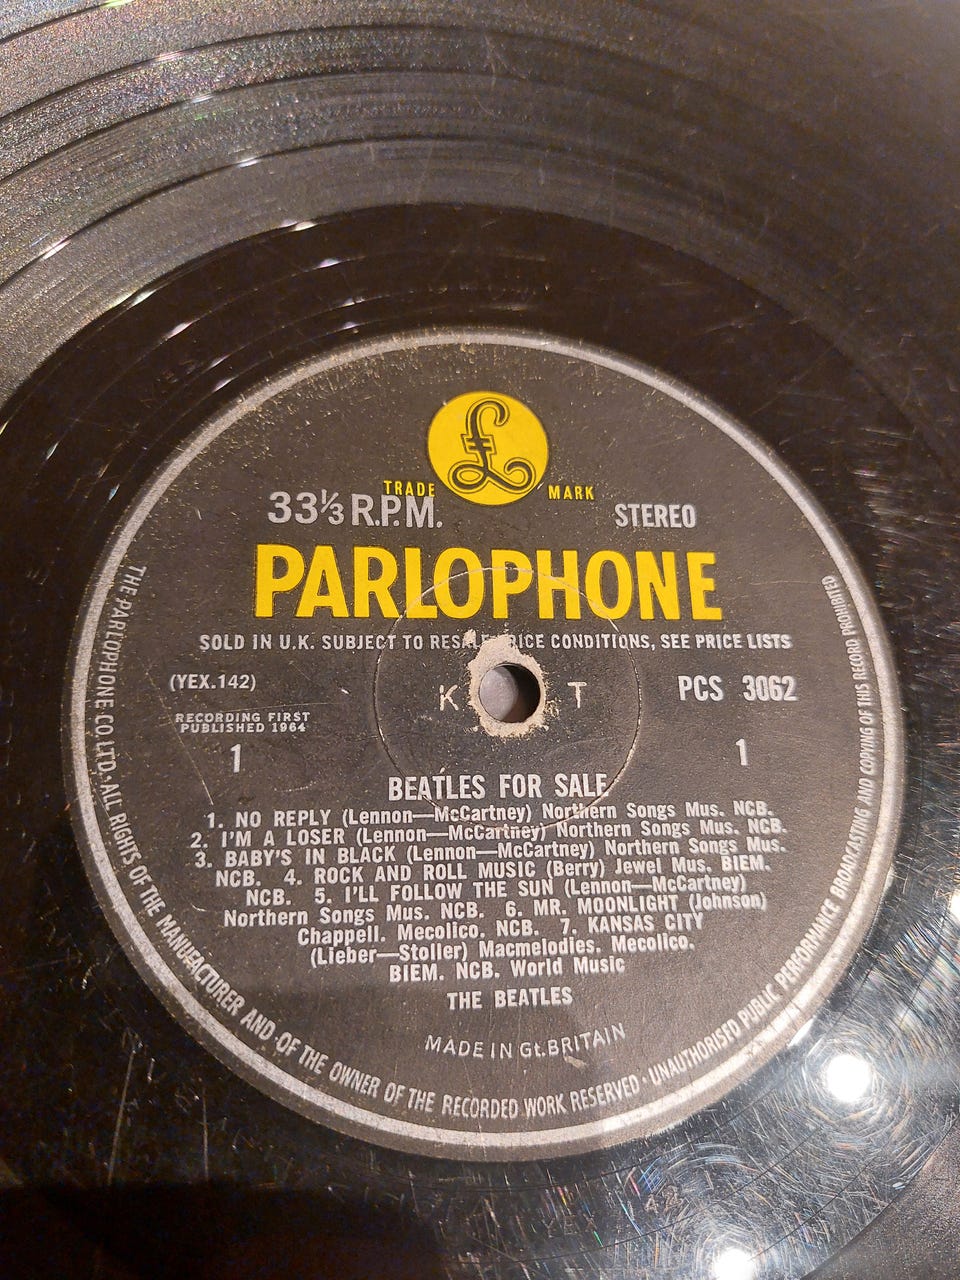 £
TRADE MARK
33⅓ R.P.M. STEREO
PARLOPHONE
SOLD IN U.K. SUBJECT TO RESALE PRICE CONDITIONS, SEE PRICE LISTS
(YEX.142) K T PCS 3062
RECORDING FIRST
PUBLISHED 1964
1 1
BEATLES FOR SALE
1. NO REPLY (Lennon—McCartney) Northern Songs Mus. NCB.
2. I'M A LOSER (Lennon—McCartney) Northern Songs Mus. NCB.
3. BABY'S IN BLACK (Lennon—McCartney) Northern Songs Mus.
NCB. 4. ROCK AND ROLL MUSIC (Berry) Jewel Mus. BIEM.
NCB. 5. I'LL FOLLOW THE SUN (Lennon—McCartney)
Northern Songs Mus. NCB. 6. MR. MOONLIGHT (Johnson)
Chappell. Mecolico. NCB. 7. KANSAS CITY
(Lieber—Stoller) Macmelodies. Mecolico.
BIEM. NCB. World Music
THE BEATLES
MADE IN Gt. BRITAIN
THE PARLOPHONE CO. LTD. · ALL RIGHTS OF THE MANUFACTURER AND OF THE OWNER OF THE RECORDED WORK RESERVED · UNAUTHORISED PUBLIC PERFORMANCE BROADCASTING AND COPYING OF THIS RECORD PROHIBITED